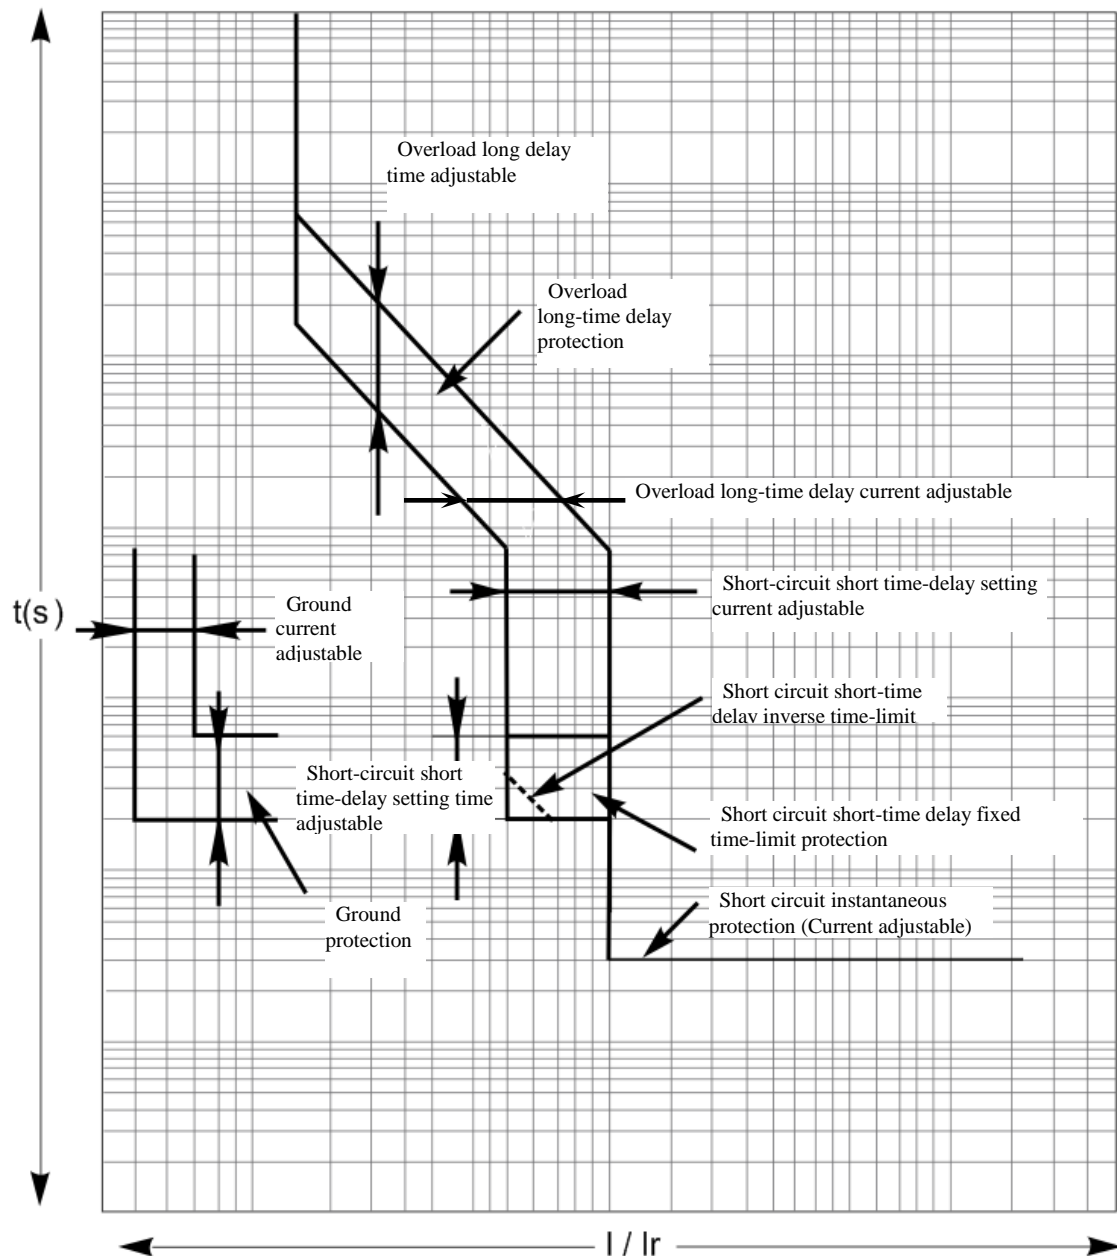 Overload long delay
time adjustable
Overload
long-time delay
protection
Overload long-time delay current adjustable
Short-circuit short time-delay setting
current adjustable
t(s)
Ground
current
adjustable
Short circuit short-time
delay inverse time-limit
Short-circuit short
time-delay setting time
adjustable
Short circuit short-time delay fixed
time-limit protection
Short circuit instantaneous
protection (Current adjustable)
Ground
protection
I / Ir